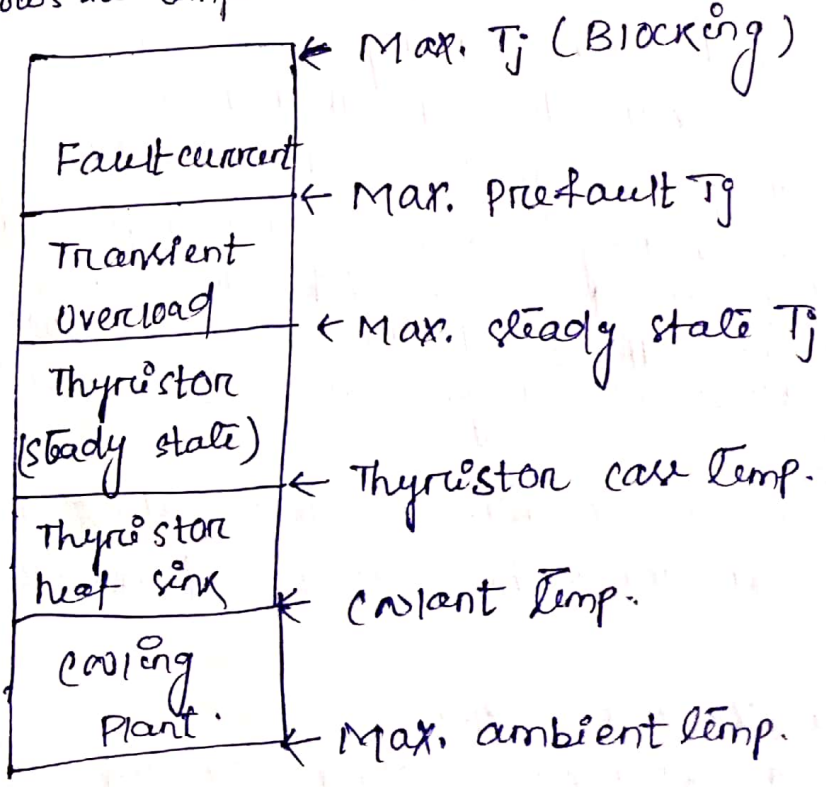 Max. Tj (Blocking)
Fault current
Max. prefault Tj
Transient
overload
Max. steady state Tj
Thyristor
(steady state)
Thyristor case temp.
Thyristor
heat sink
Coolant temp.
Cooling
Plant.
Max. ambient temp.